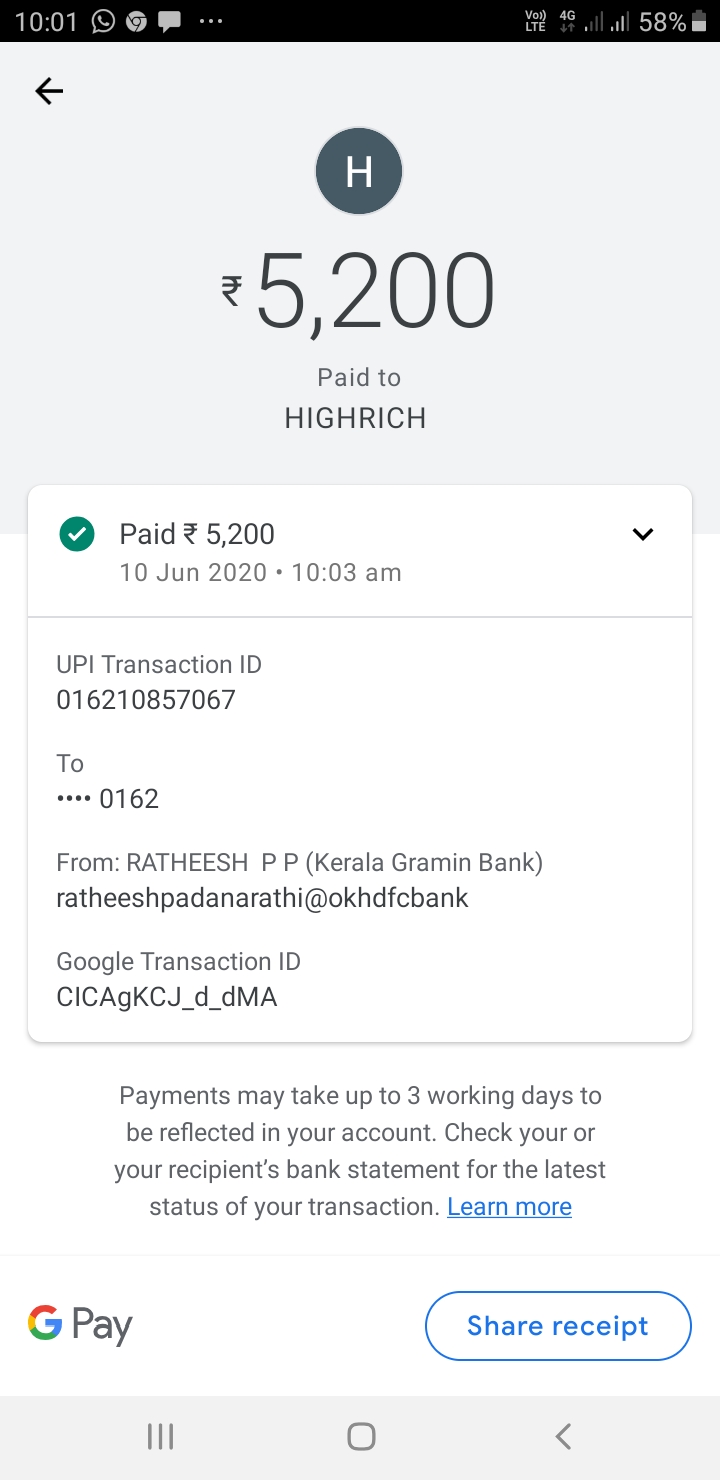 10:01 ... Vo)) LTE 4G 58%
H
₹5,200
Paid to
HIGHRICH
Paid ₹ 5,200
10 Jun 2020 • 10:03 am
UPI Transaction ID
016210857067
To
•••• 0162
From: RATHEESH  P P (Kerala Gramin Bank)
ratheeshpadanarathi@okhdfcbank
Google Transaction ID
CICAgKCJ_d_dMA
Payments may take up to 3 working days to
be reflected in your account. Check your or
your recipient's bank statement for the latest
status of your transaction. Learn more
G Pay
Share receipt